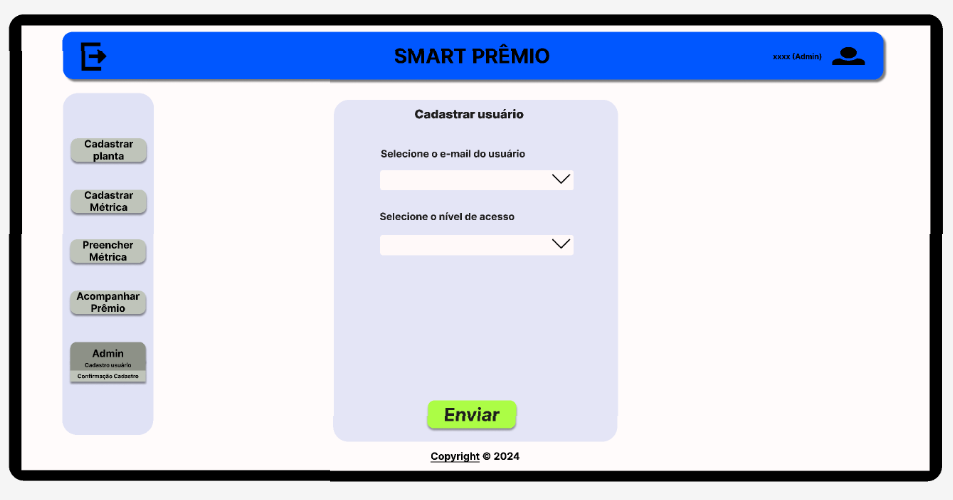 SMART PRÊMIO
xxxx (Admin)
Cadastrar
planta
Cadastrar
Métrica
Preencher
Métrica
Acompanhar
Prêmio
Admin
Cadastro usuário
Confirmação Cadastro
Cadastrar usuário
Selecione o e-mail do usuário
Selecione o nível de acesso
Enviar
Copyright © 2024